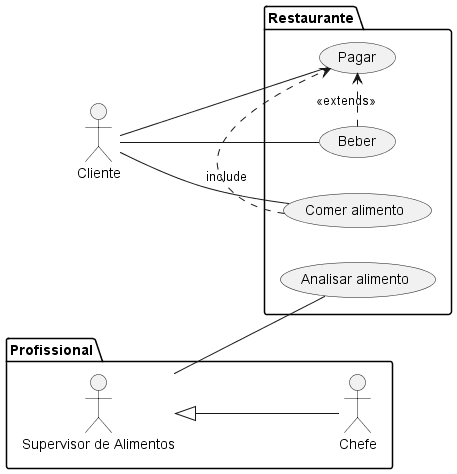 Restaurante
Pagar
«extends»
Beber
Cliente
include
Comer alimento
Analisar alimento
Profissional
Supervisor de Alimentos
Chefe